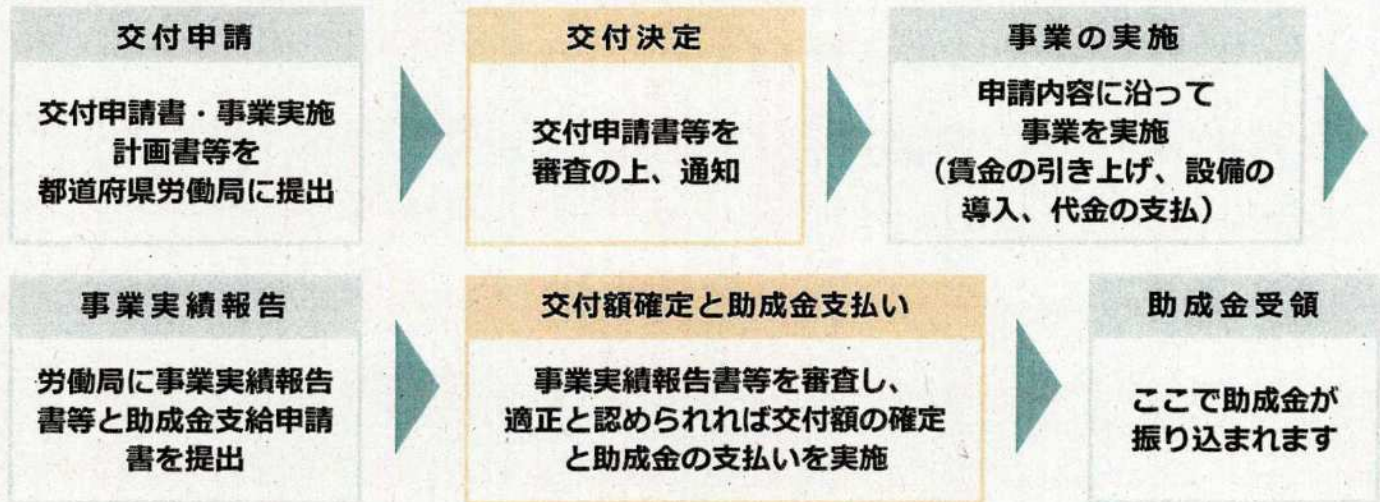 交付申請
交付申請書・事業実施
計画書等を
都道府県労働局に提出
交付決定
交付申請書等を
審査の上、通知
事業の実施
申請内容に沿って
事業を実施
（賃金の引き上げ、設備の
導入、代金の支払）
事業実績報告
労働局に事業実績報告
書等と助成金支給申請
書を提出
交付額確定と助成金支払い
事業実績報告書等を審査し、
適正と認められれば交付額の確定
と助成金の支払いを実施
助成金受領
ここで助成金が
振り込まれます